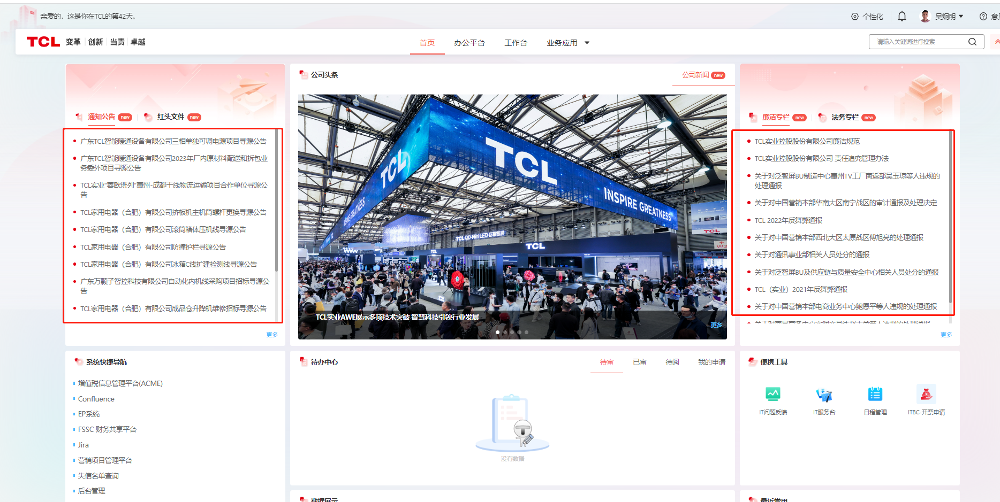 亲爱的，这是你在TCL的第42天。
个性化
吴炯明
TCL 变革 创新 当责 卓越
首页 办公平台 工作台 业务应用
请输入关键词进行搜索
通知公告 new 红头文件 new
广东TCL智能暖通设备有限公司三相单独可调电源项目寻源公告
广东TCL智能暖通设备有限公司2023年厂内原材料配送和拆包业
务委外项目寻源公告
TCL实业“蓉欧班列”惠州-成都干线物流运输项目合作单位寻源公
告
TCL家用电器（合肥）有限公司挤板机主机筒螺杆更换寻源公告
TCL家用电器（合肥）有限公司滚筒箱体压机线寻源公告
TCL家用电器（合肥）有限公司防撞护栏寻源公告
TCL家用电器（合肥）有限公司冰箱C线扩建检测线寻源公告
广东万颗子智控科技有限公司自动化内机线采购项目招标寻源公
告
TCL家用电器（合肥）有限公司成品仓升降机维修招标寻源公告
更多
公司头条
公司新闻 new
TCL
TCL
INSPIRE GREATNESS
INSPIRE GREATNESS
TCL QD-Mini LED 巨幕智屏
TCL
TCL
TCL
TCL实业AWE展示多项技术突破 智慧科技引领行业发展
更多
廉洁专栏 new 法务专栏 new
TCL实业控股股份有限公司廉洁规范
TCL实业控股股份有限公司 责任追究管理办法
关于对泛智屏BU制造中心惠州TV工厂商返部吴玉琼等人违规的
处理通报
关于对中国营销本部华南大区南宁战区的审计通报及处理决定
TCL 2022年反舞弊通报
关于对中国营销本部西北大区太原战区傅旭亮的处理通报
关于对通讯事业部相关人员处分的通报
关于对泛智屏BU及供应链与质量安全中心相关人员处分的通报
TCL（实业）2021年反舞弊通报
关于对中国营销本部电商业务中心鲍恩平等人违规的处理通报
更多
系统快捷导航
增值税信息管理平台(ACME)
Confluence
EP系统
FSSC 财务共享平台
Jira
营销项目管理平台
失信名单查询
后台管理
待办中心
待审 已审 待阅 我的申请
没有数据
便携工具
IT问题反馈 IT服务台 日程管理 ITBC-开票申请
数据展示
最近常用